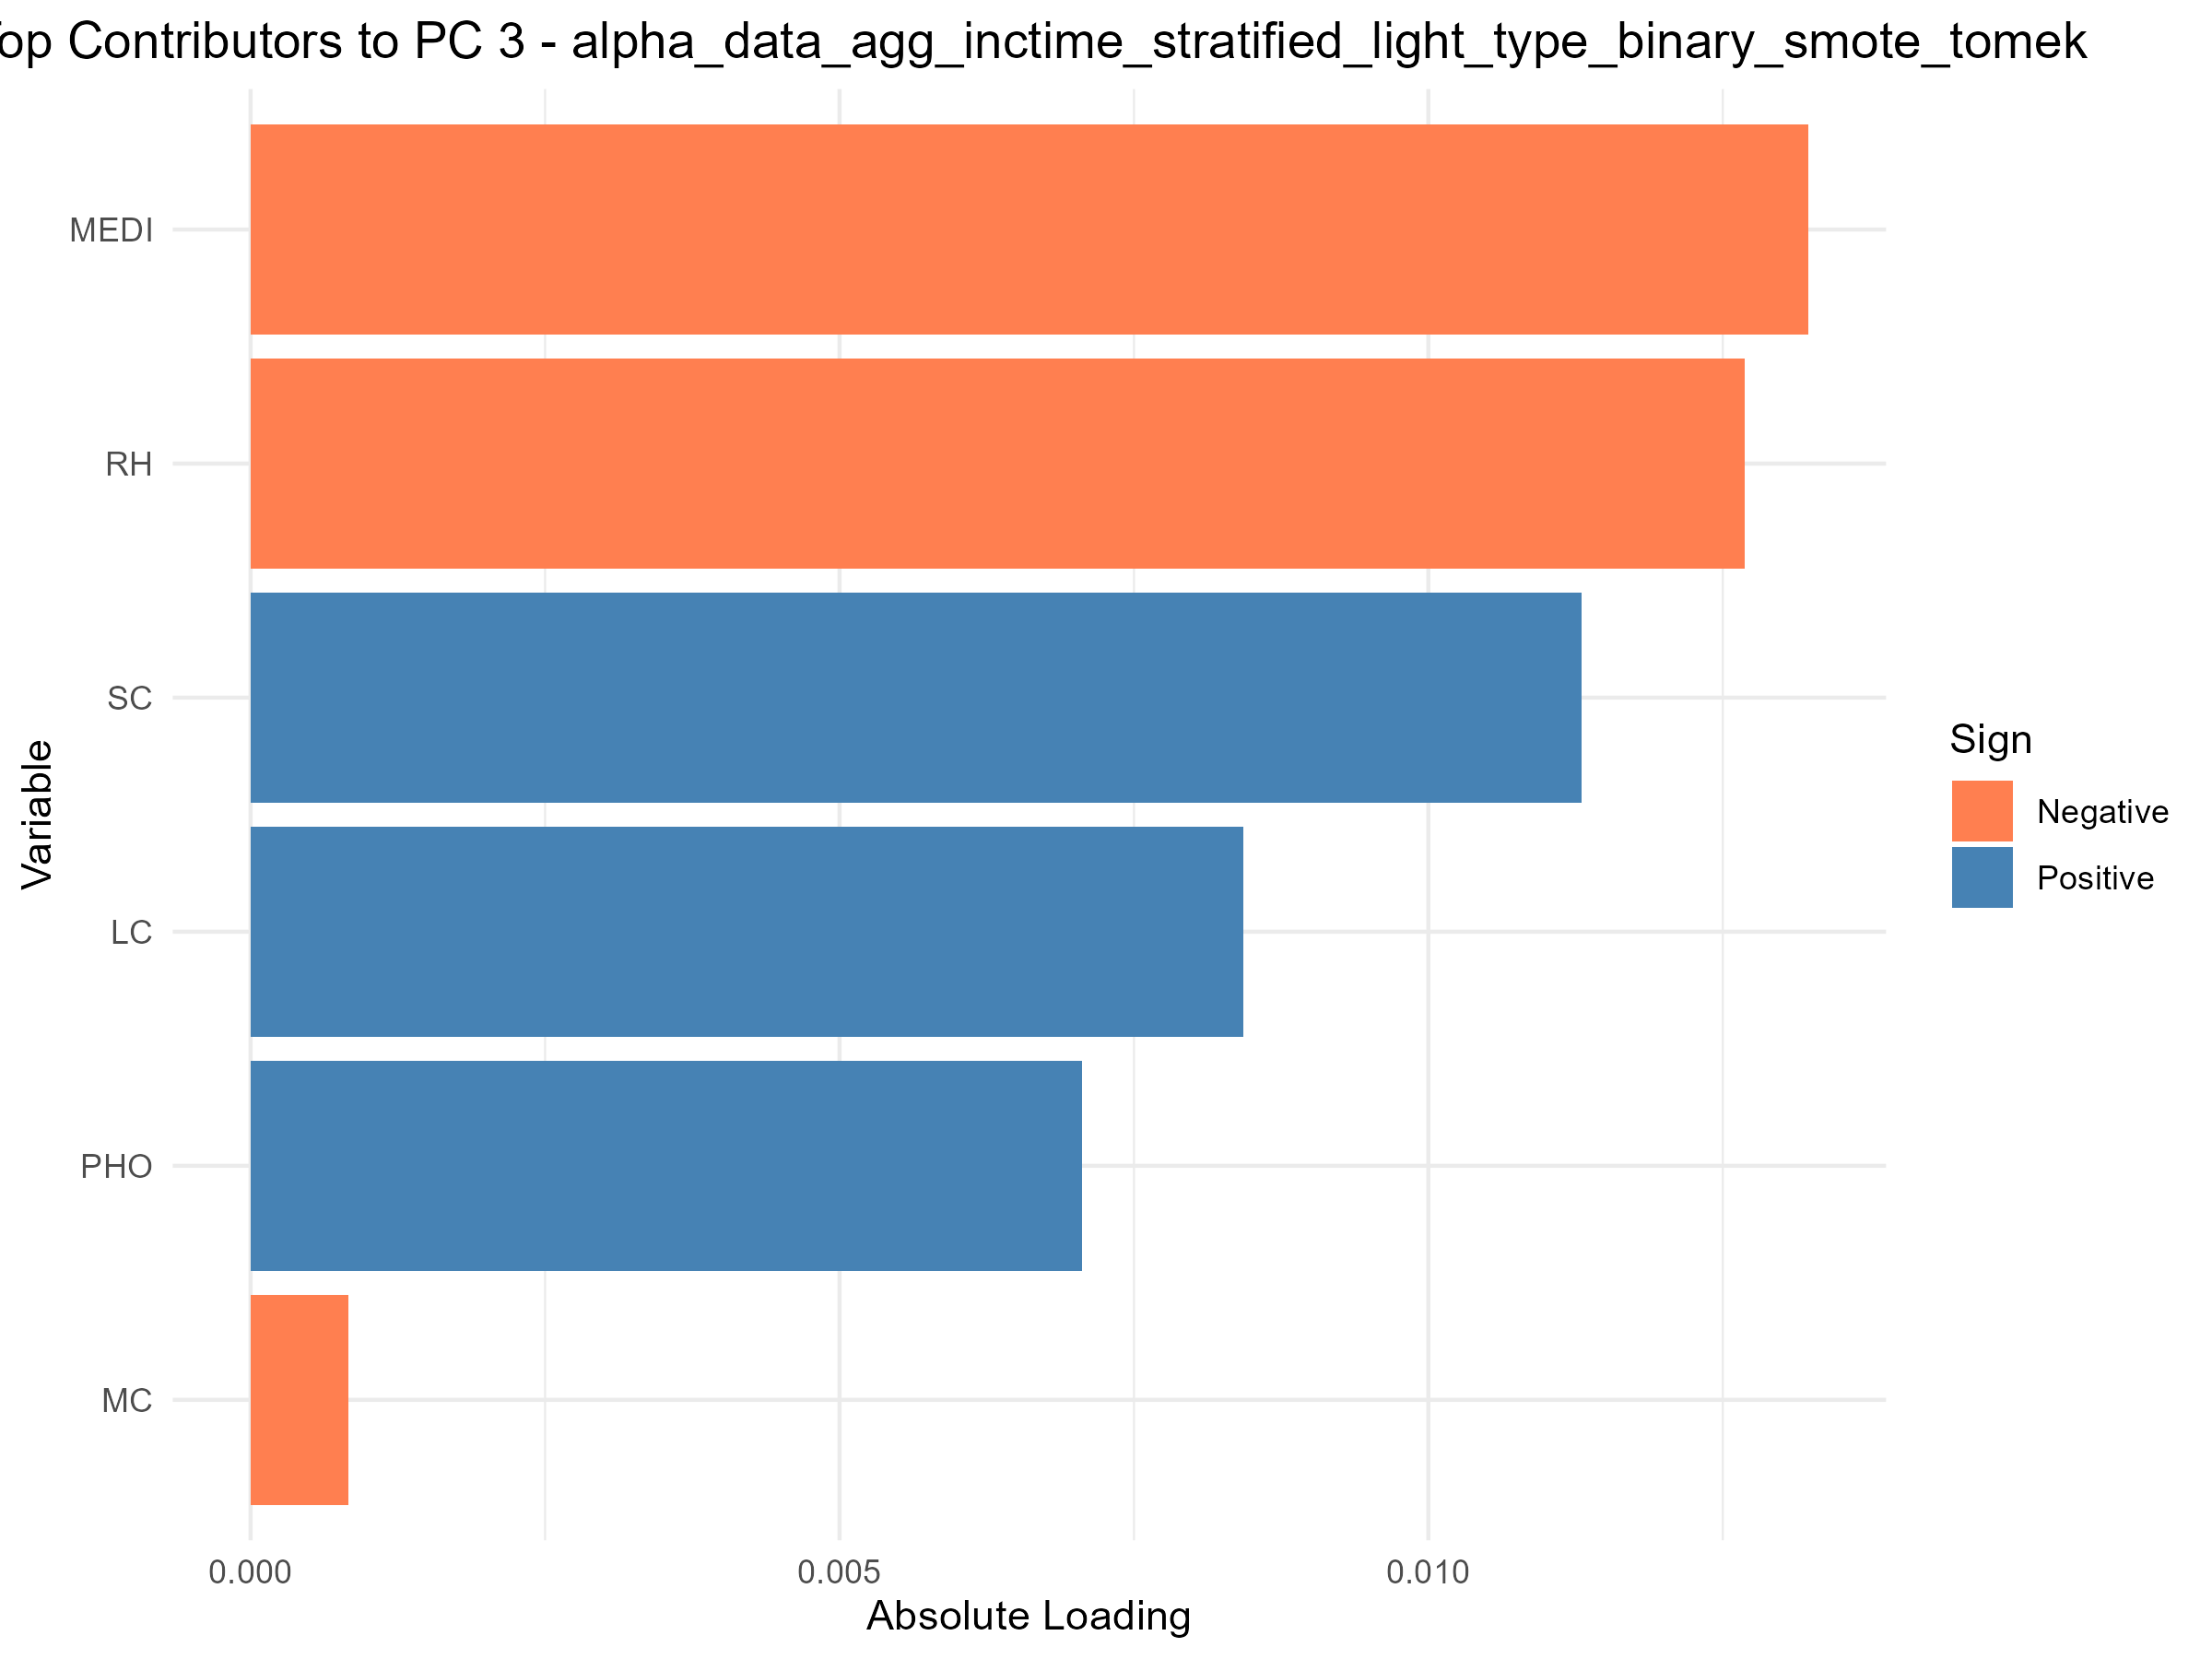 op Contributors to PC 3 - alpha_data_agg_inctime_stratified_light_type_binary_smote_tomek
MEDI
RH
SC
LC
PHO
MC
Variable
0.000 0.005 0.010
Absolute Loading
Sign
Negative
Positive